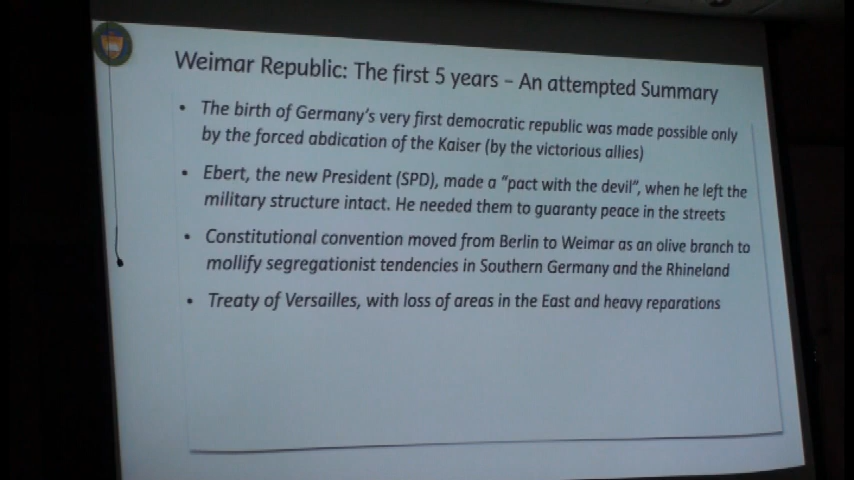 Weimar Republic: The first 5 years – An attempted Summary
• The birth of Germany's very first democratic republic was made possible only
by the forced abdication of the Kaiser (by the victorious allies)
• Ebert, the new President (SPD), made a "pact with the devil", when he left the
military structure intact. He needed them to guaranty peace in the streets
• Constitutional convention moved from Berlin to Weimar as an olive branch to
mollify segregationist tendencies in Southern Germany and the Rhineland
• Treaty of Versailles, with loss of areas in the East and heavy reparations